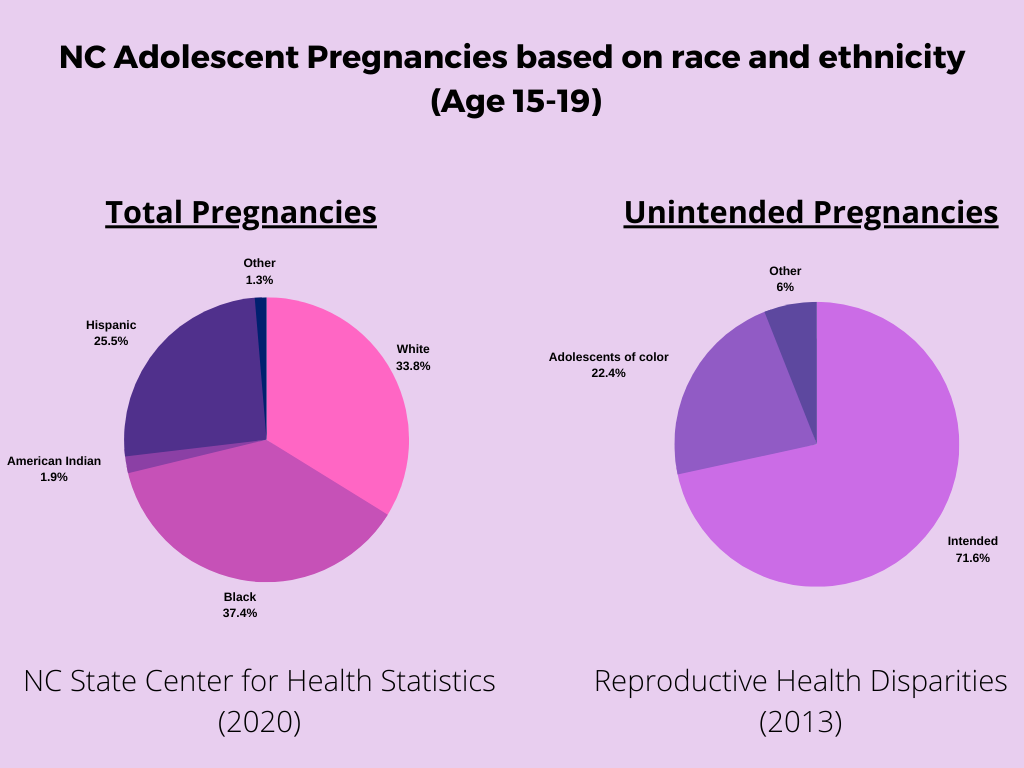 NC Adolescent Pregnancies based on race and ethnicity
(Age 15-19)
Total Pregnancies
Other
1.3%
Hispanic
25.5%
White
33.8%
American Indian
1.9%
Black
37.4%
NC State Center for Health Statistics
(2020)
Unintended Pregnancies
Other
6%
Adolescents of color
22.4%
Intended
71.6%
Reproductive Health Disparities
(2013)